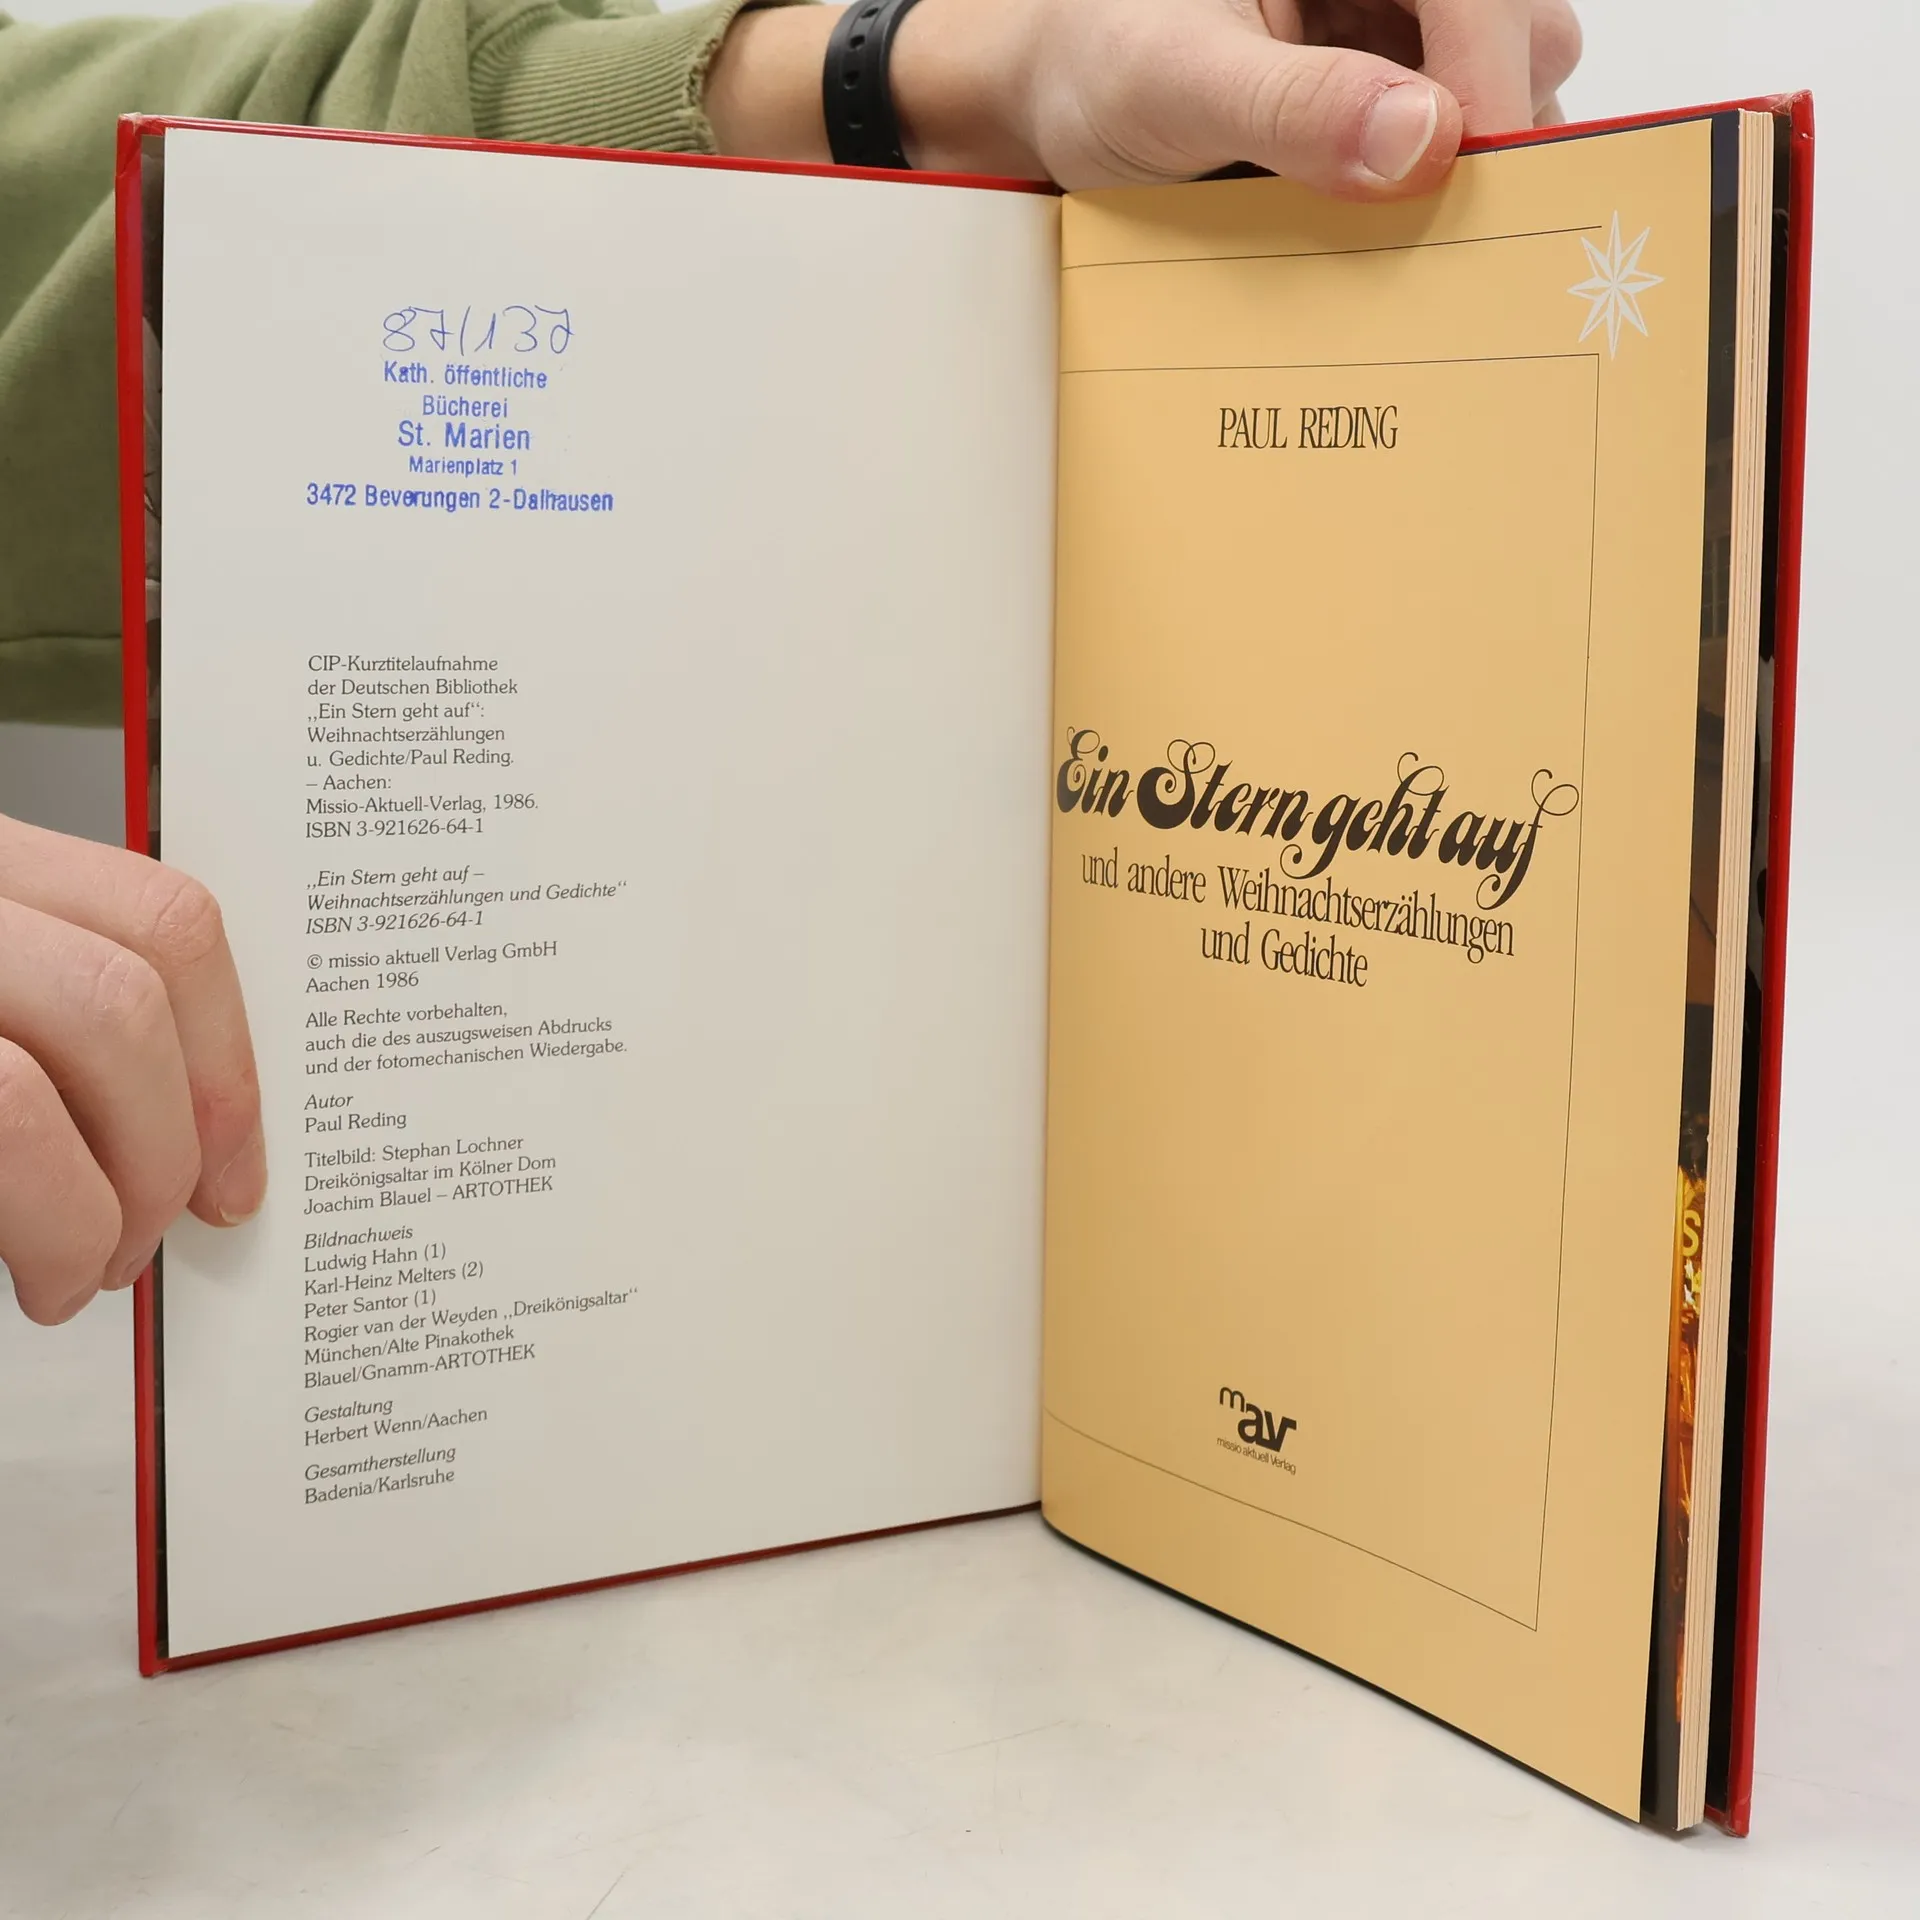 87/137
Kath. öffentliche
Bücherei
St. Marien
Marienplatz 1
3472 Beverungen 2-Dalhausen
CIP-Kurztitelaufnahme
der Deutschen Bibliothek
„Ein Stern geht auf“:
Weihnachtserzählungen
u. Gedichte/Paul Reding.
– Aachen:
Missio-Aktuell-Verlag, 1986.
ISBN 3-921626-64-1
„Ein Stern geht auf –
Weihnachtserzählungen und Gedichte“
ISBN 3-921626-64-1
© missio aktuell Verlag GmbH
Aachen 1986
Alle Rechte vorbehalten,
auch die des auszugsweisen Abdrucks
und der fotomechanischen Wiedergabe.
Autor
Paul Reding
Titelbild: Stephan Lochner
Dreikönigsaltar im Kölner Dom
Joachim Blauel – ARTOTHEK
Bildnachweis
Ludwig Hahn (1)
Karl-Heinz Melters (2)
Peter Santor (1)
Rogier van der Weyden „Dreikönigsaltar“
München/Alte Pinakothek
Blauel/Gnamm-ARTOTHEK
Gestaltung
Herbert Wenn/Aachen
Gesamtherstellung
Badenia/Karlsruhe
PAUL REDING
Ein Stern geht auf
und andere Weihnachtserzählungen
und Gedichte
mav
missio aktuell Verlag
S